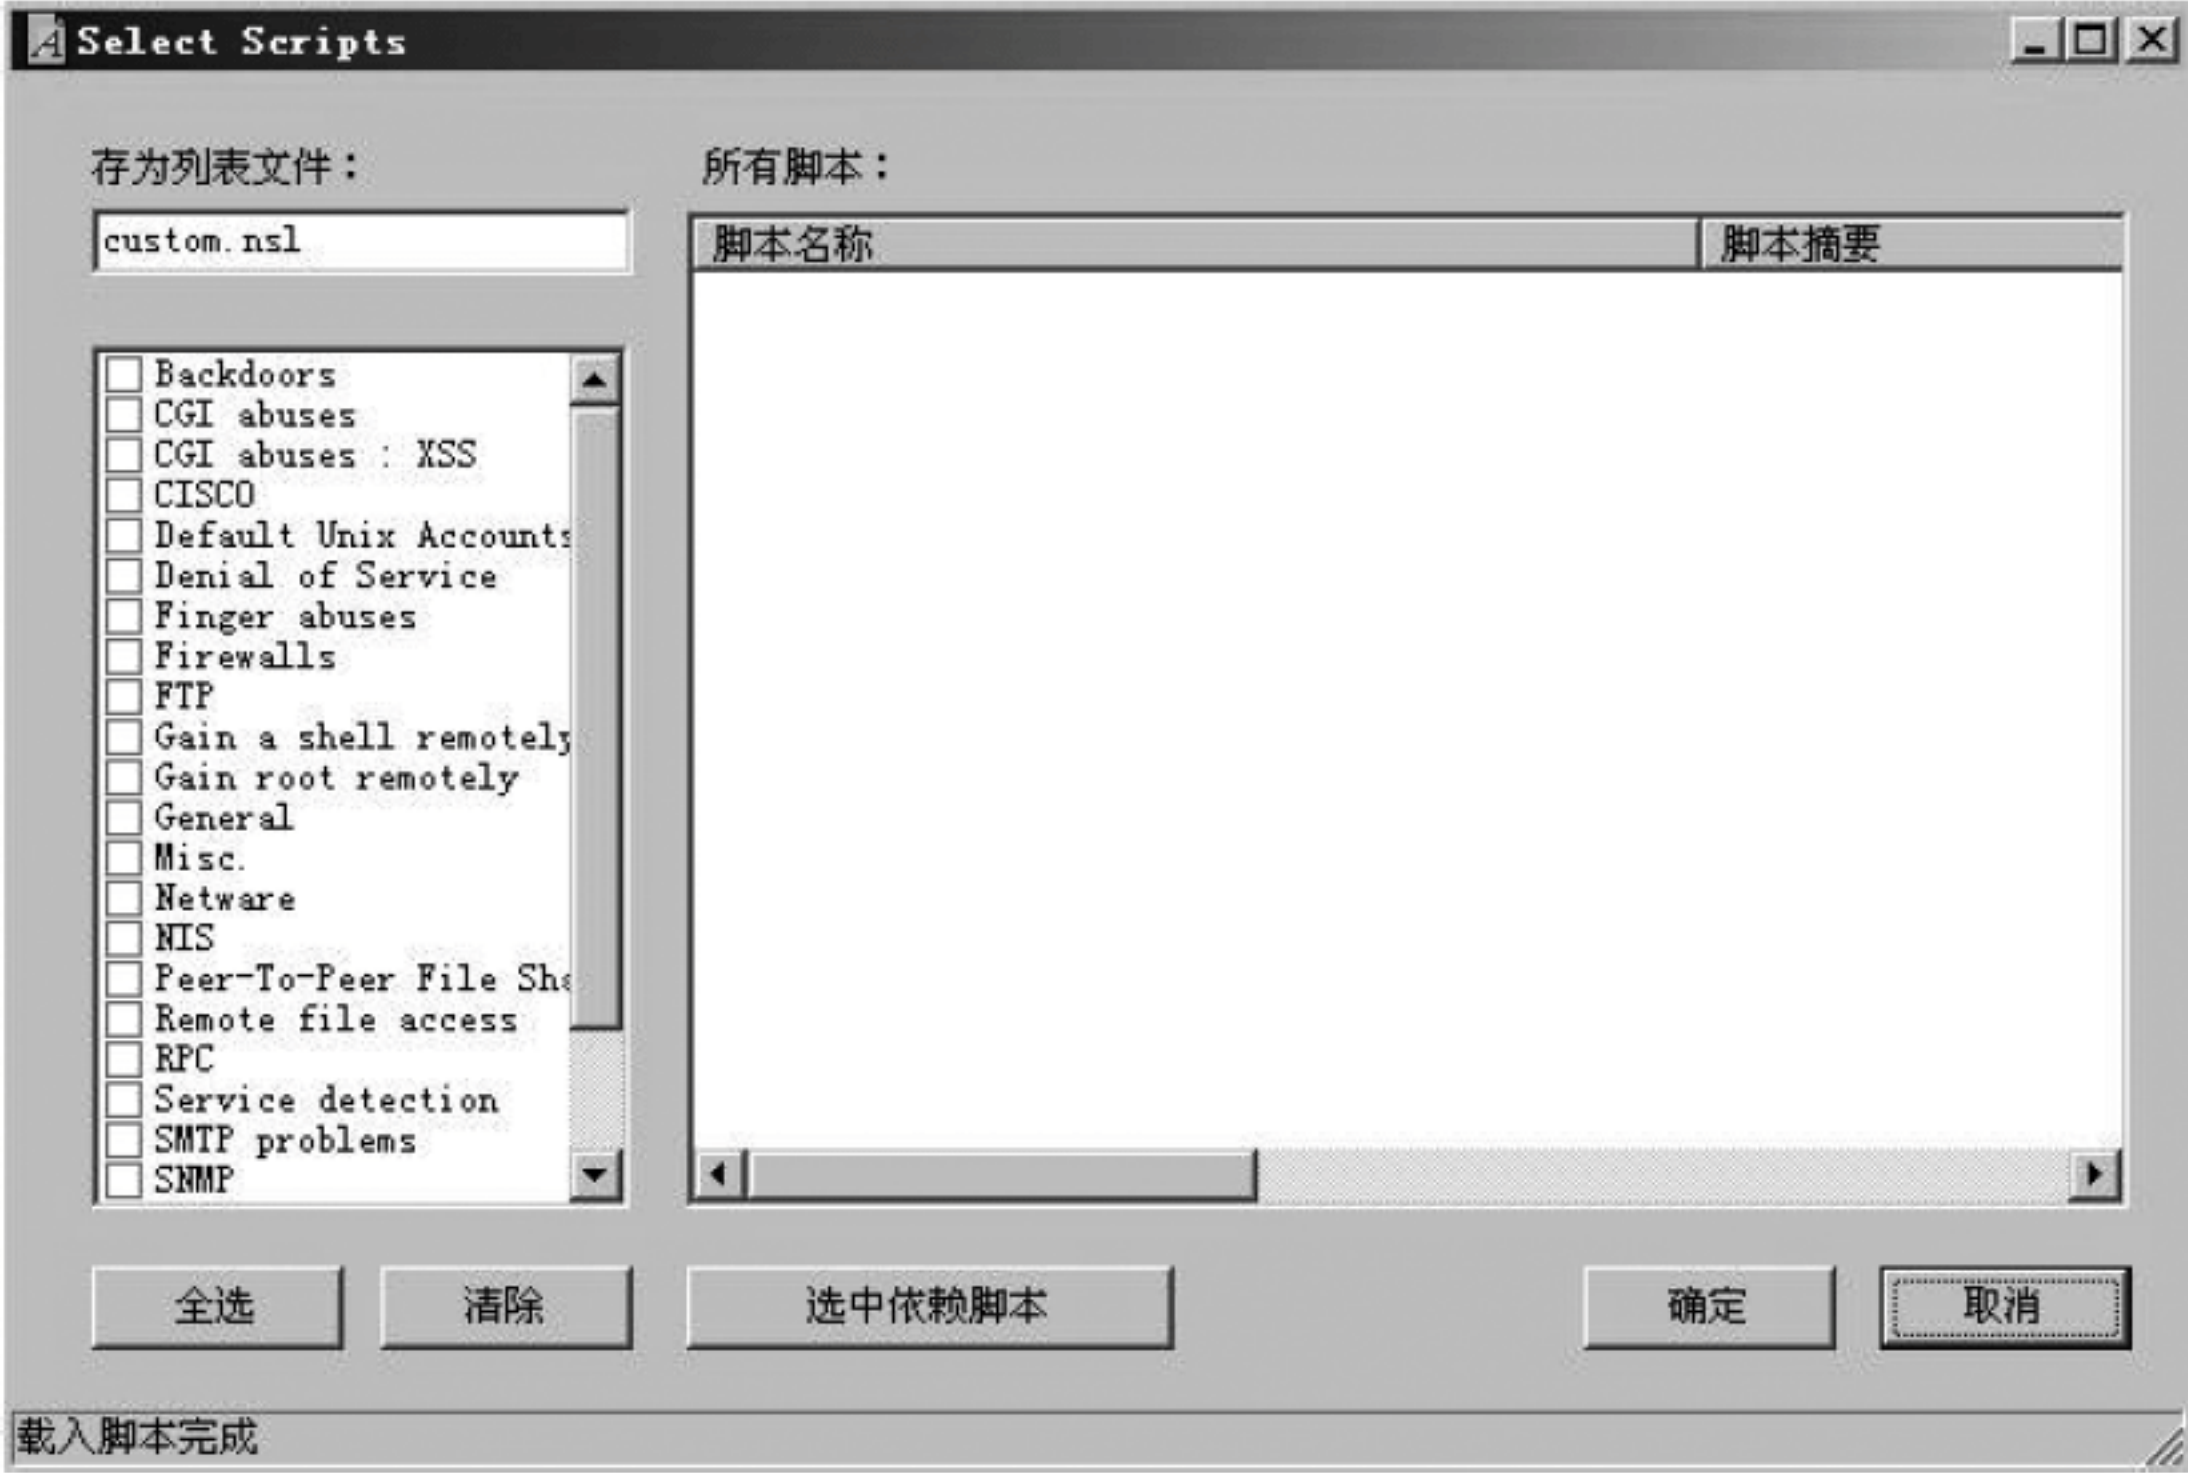 Select Scripts
存为列表文件：
custom.nsl
Backdoors
CGI abuses
CGI abuses : XSS
CISCO
Default Unix Accounts
Denial of Service
Finger abuses
Firewalls
FTP
Gain a shell remotely
Gain root remotely
General
Misc.
Netware
NIS
Peer-To-Peer File Sha
Remote file access
RPC
Service detection
SMTP problems
SNMP
全选
清除
所有脚本：
脚本名称 脚本摘要
选中依赖脚本
确定
取消
载入脚本完成